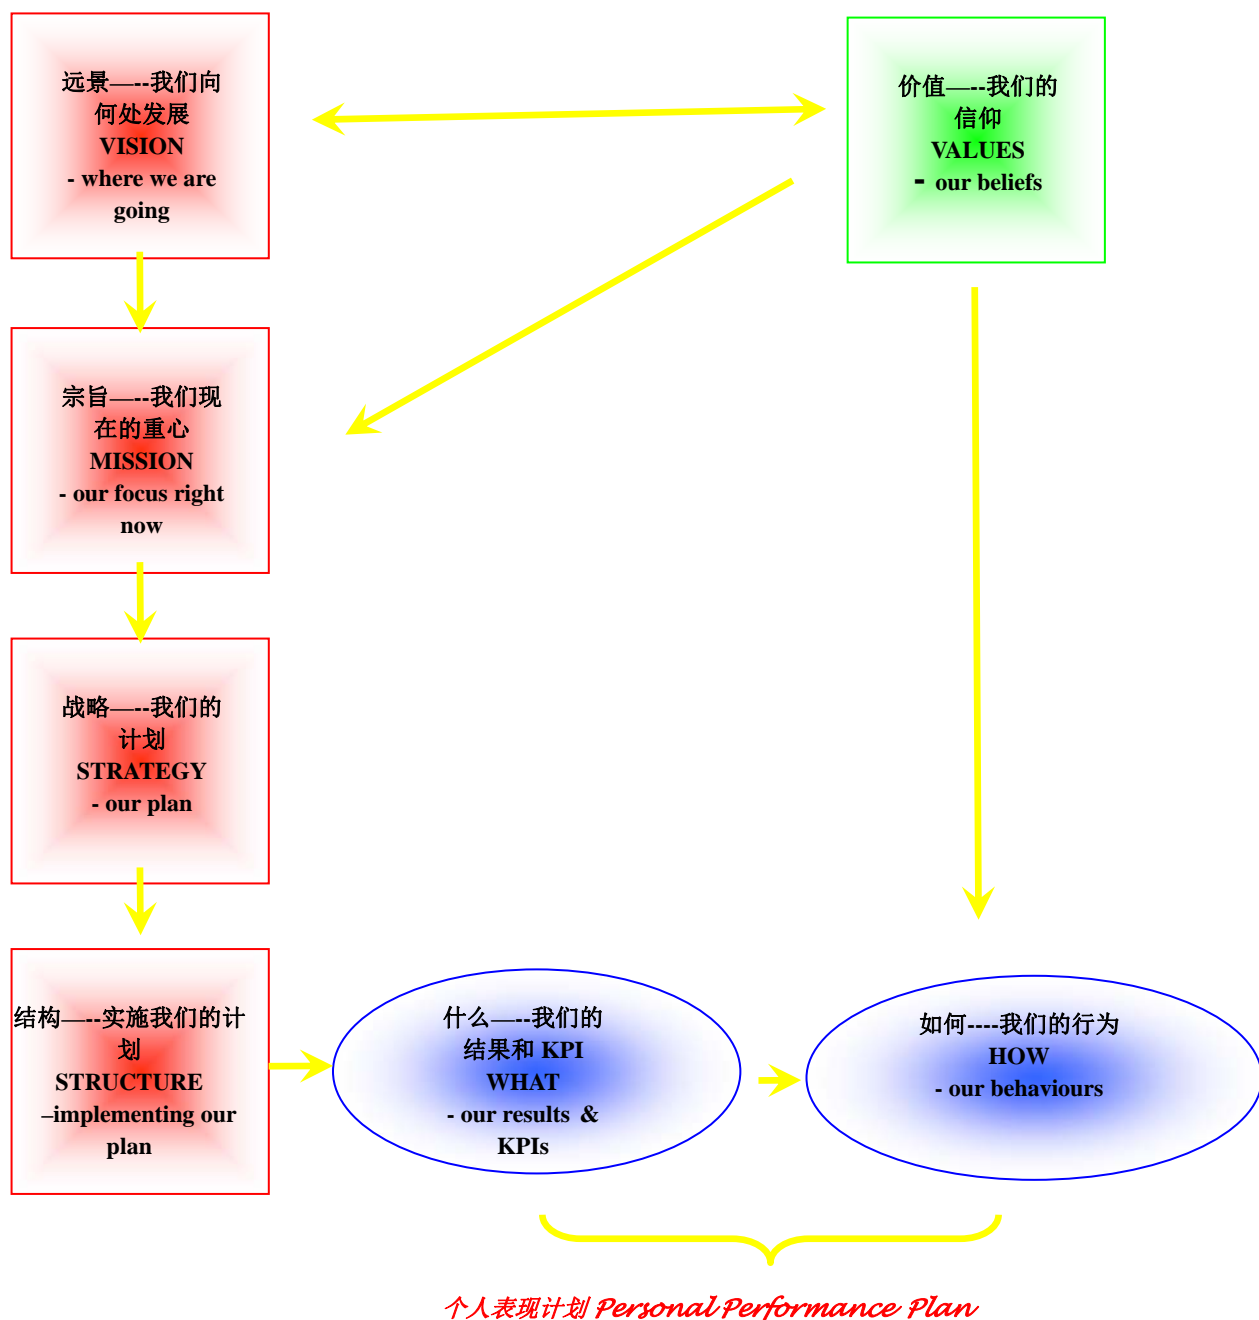 远景—--我们向
何处发展
VISION
- where we are
going
价值—--我们的
信仰
VALUES
- our beliefs
宗旨—--我们现
在的重心
MISSION
- our focus right
now
战略—--我们的
计划
STRATEGY
- our plan
结构—--实施我们的计
划
STRUCTURE
–implementing our
plan
什么—--我们的
结果和 KPI
WHAT
- our results &
KPIs
如何----我们的行为
HOW
- our behaviours
个人表现计划 Personal Performance Plan